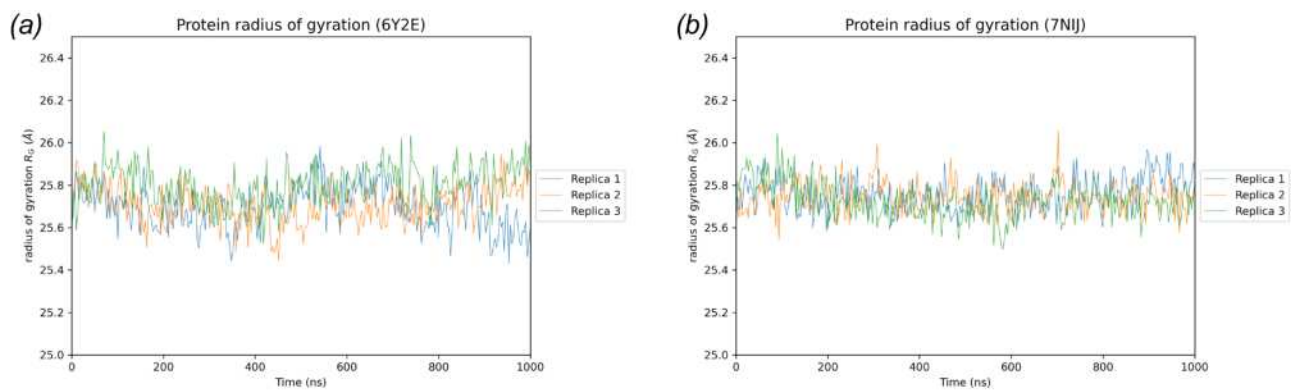 (a)
Protein radius of gyration (6Y2E)
radius of gyration R_G (Å)
26.4
26.2
26.0
25.8
25.6
25.4
25.2
25.0
0 200 400 600 800 1000
Time (ns)
Replica 1
Replica 2
Replica 3
(b)
Protein radius of gyration (7NIJ)
radius of gyration R_G (Å)
26.4
26.2
26.0
25.8
25.6
25.4
25.2
25.0
0 200 400 600 800 1000
Time (ns)
Replica 1
Replica 2
Replica 3